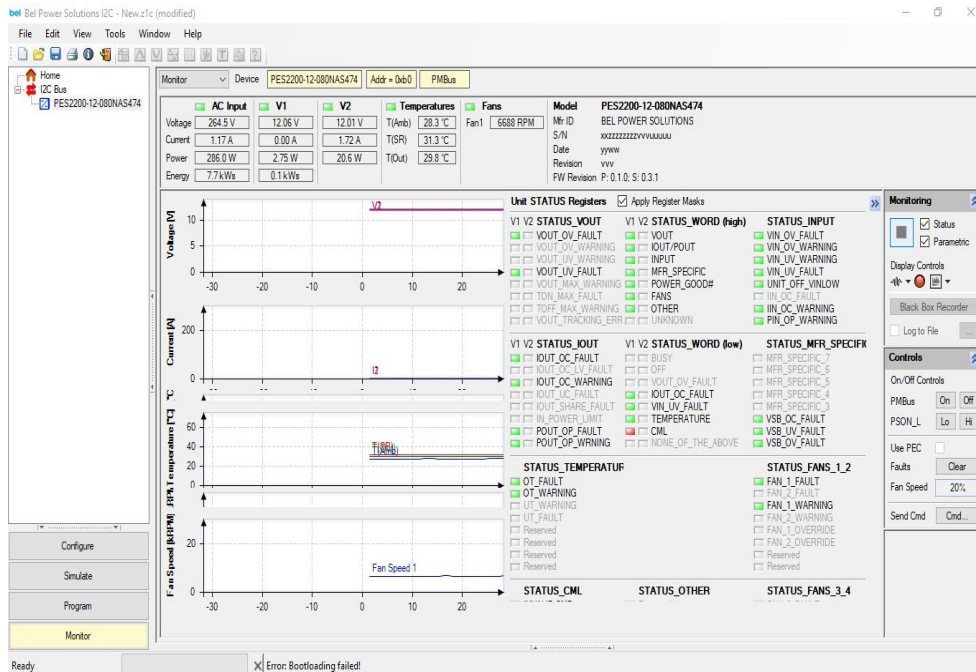 bel Bel Power Solutions I2C - New.z1c (modified)
File Edit View Tools Window Help
Home
I2C Bus
PES2200-12-080NAS474
Configure
Simulate
Program
Monitor
Monitor Device PES2200-12-080NAS474 Addr = 0xb0 PMBus
AC Input V1 V2 Temperatures Fans
Voltage 264.5 V 12.06 V 12.01 V T(Amb) 28.3 °C Fan1 6688 RPM
Current 1.17 A 0.00 A 1.72 A T(SR) 31.3 °C
Power 286.0 W 2.75 W 20.6 W T(Out) 29.8 °C
Energy 7.7 kWs 0.1 kWs
Model PES2200-12-080NAS474
Mfr ID BEL POWER SOLUTIONS
S/N
Date yyww
Revision vvv
FW Revision P: 0.1.0; S: 0.3.1
Voltage [V]
10
5
0
V2
-30 -20 -10 0 10 20
Current [A]
200
0
I2
-30 -20 -10 0 10 20
°C
Temperature [°C]
60
40
20
0
T(Amb)
Fan Speed [kRPM]
20
0
Fan Speed 1
-30 -20 -10 0 10 20
Unit STATUS Registers Apply Register Masks
V1 V2 STATUS_VOUT
VOUT_OV_FAULT
VOUT_OV_WARNING
VOUT_UV_WARNING
VOUT_UV_FAULT
VOUT_MAX_WARNING
TON_MAX_FAULT
TOFF_MAX_WARNING
VOUT_TRACKING_ERR
V1 V2 STATUS_WORD (high)
VOUT
IOUT/POUT
INPUT
MFR_SPECIFIC
POWER_GOOD#
FANS
OTHER
UNKNOWN
STATUS_INPUT
VIN_OV_FAULT
VIN_OV_WARNING
VIN_UV_WARNING
VIN_UV_FAULT
UNIT_OFF_VINLOW
IIN_OC_FAULT
IIN_OC_WARNING
PIN_OP_WARNING
V1 V2 STATUS_IOUT
IOUT_OC_FAULT
IOUT_OC_LV_FAULT
IOUT_OC_WARNING
IOUT_UC_FAULT
IOUT_SHARE_FAULT
IN_POWER_LIMIT
POUT_OP_FAULT
POUT_OP_WRNING
V1 V2 STATUS_WORD (low)
BUSY
OFF
VOUT_OV_FAULT
IOUT_OC_FAULT
VIN_UV_FAULT
TEMPERATURE
CML
NONE_OF_THE_ABOVE
STATUS_MFR_SPECIFI
MFR_SPECIFIC_7
MFR_SPECIFIC_6
MFR_SPECIFIC_5
MFR_SPECIFIC_4
MFR_SPECIFIC_3
VSB_OC_FAULT
VSB_UV_FAULT
VSB_OV_FAULT
STATUS_TEMPERATUR
OT_FAULT
OT_WARNING
UT_WARNING
UT_FAULT
Reserved
Reserved
Reserved
Reserved
STATUS_FANS_1_2
FAN_1_FAULT
FAN_2_FAULT
FAN_1_WARNING
FAN_2_WARNING
FAN_1_OVERRIDE
FAN_2_OVERRIDE
Reserved
Reserved
STATUS_CML STATUS_OTHER STATUS_FANS_3_4
Monitoring
Status
Parametric
Display Controls
Black Box Recorder
Log to File ...
Controls
On/Off Controls
PMBus On Off
PSON_L Lo Hi
Use PEC
Faults Clear
Fan Speed 20%
Send Cmd Cmd...
Ready Error: Bootloading failed!